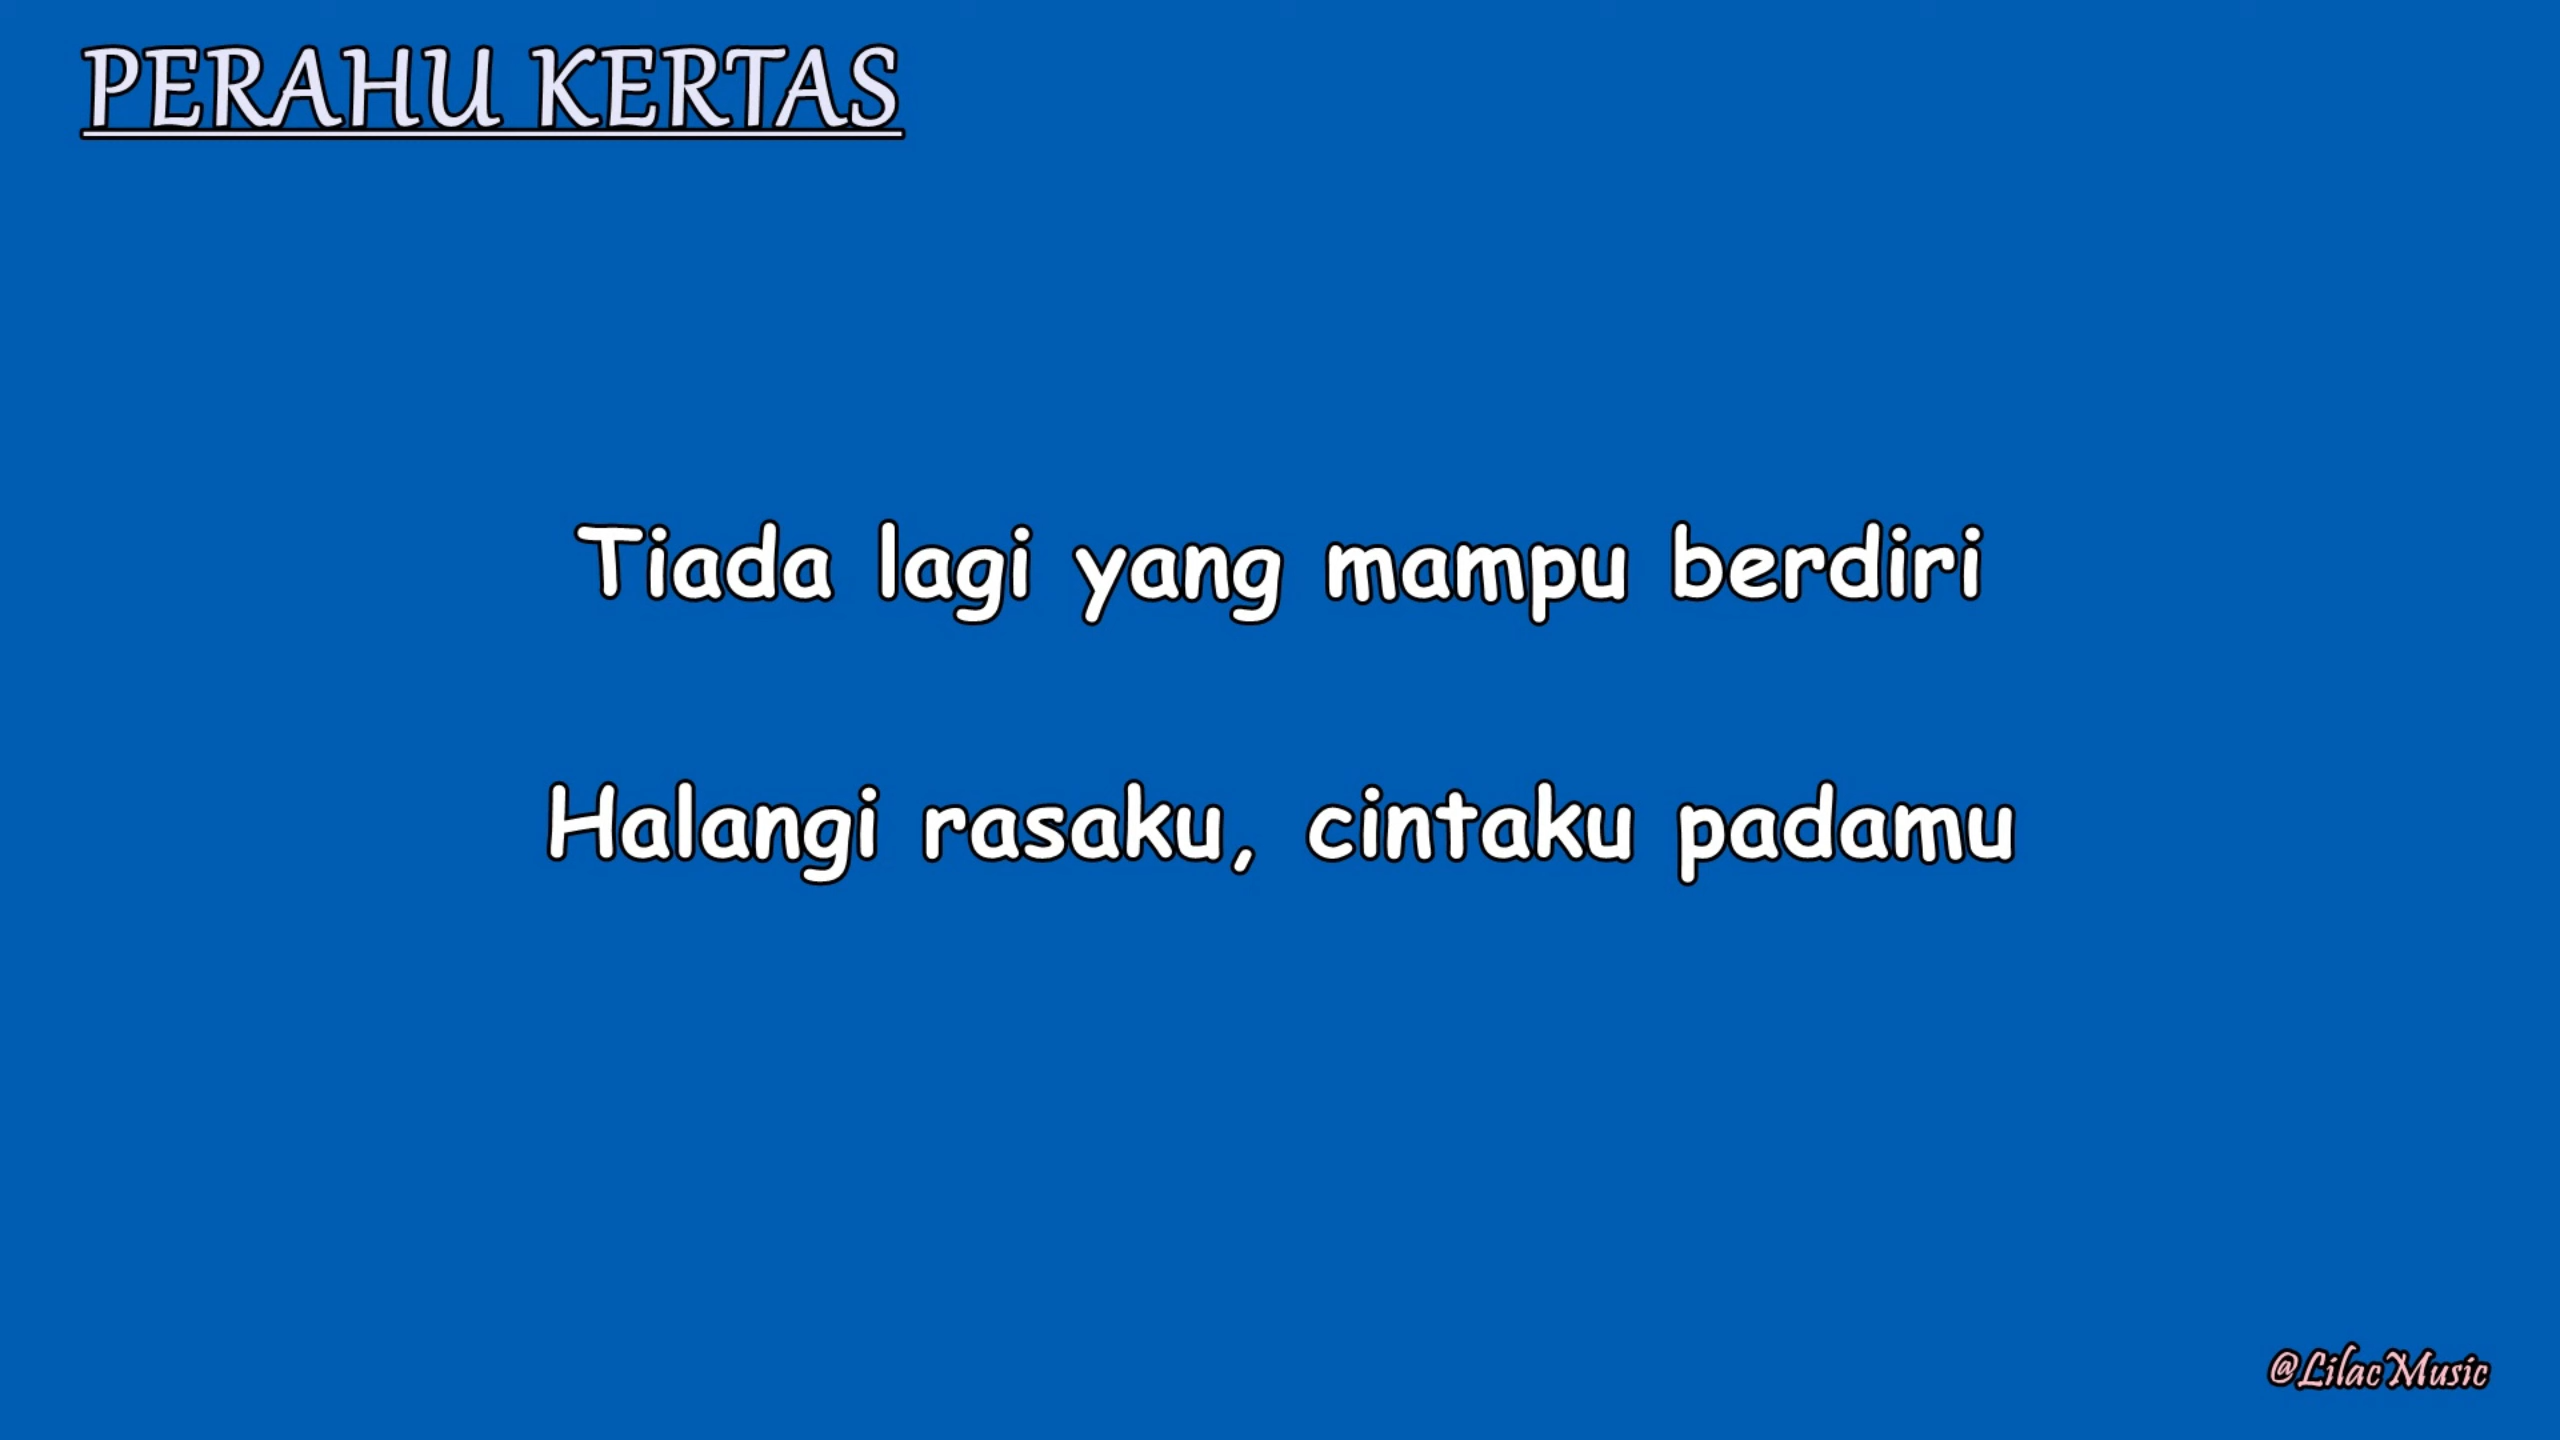 PERAHU KERTAS
Tiada lagi yang mampu berdiri
Halangi rasaku, cintaku padamu
@LilacMusic